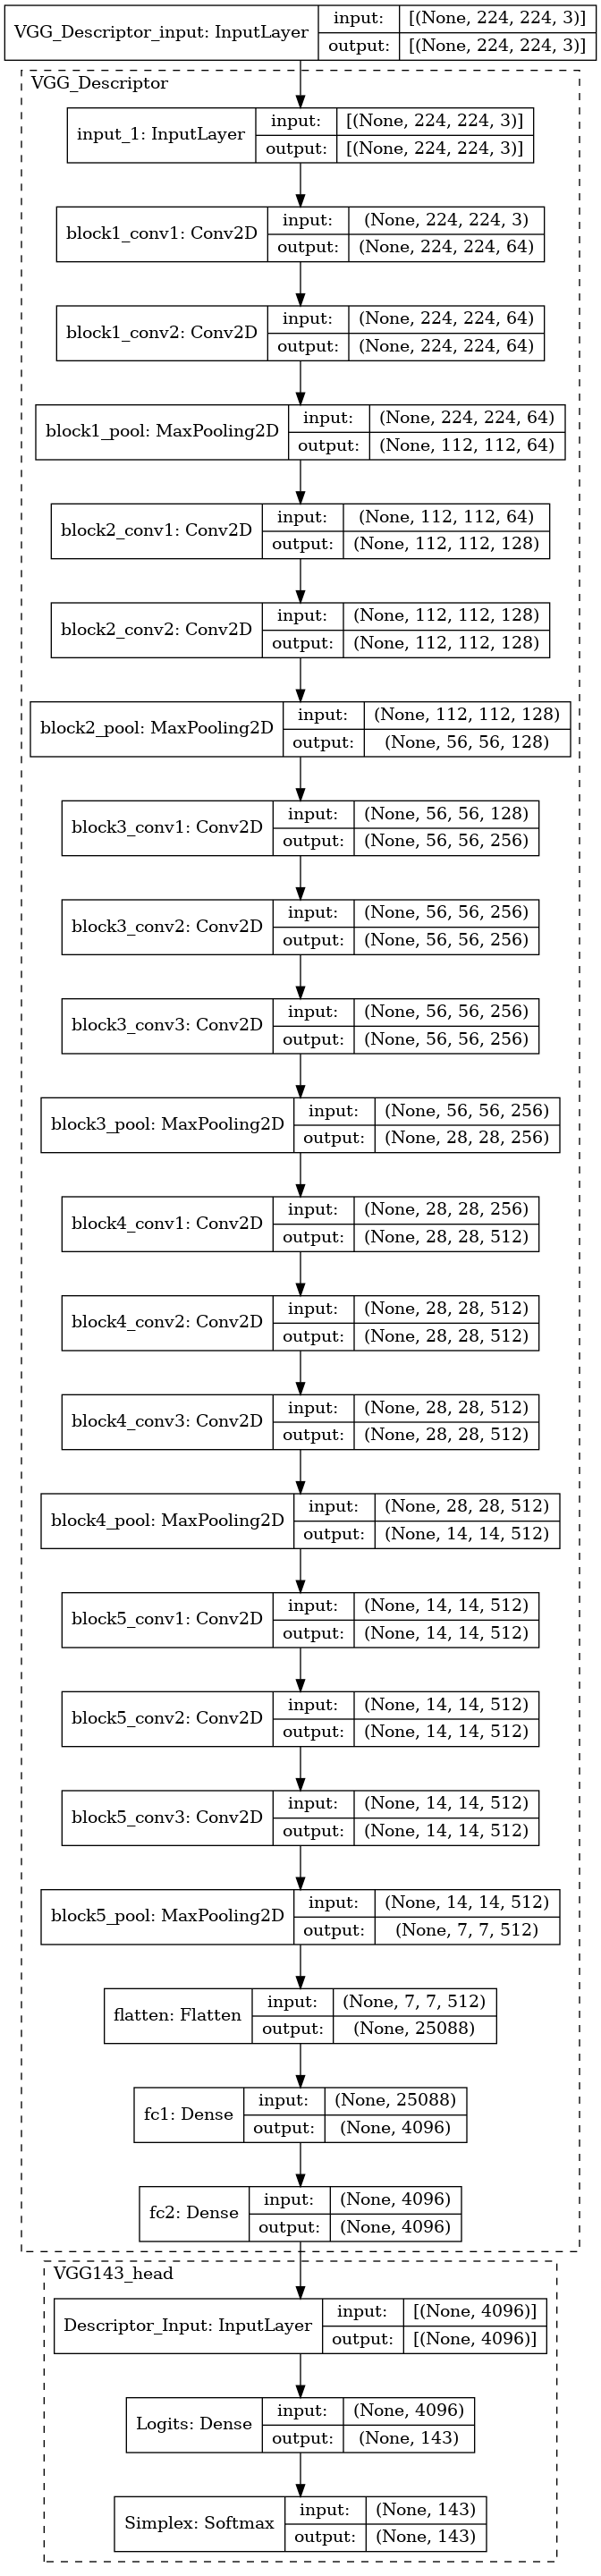 VGG_Descriptor_input: InputLayer input: [(None, 224, 224, 3)]
output: [(None, 224, 224, 3)]
VGG_Descriptor
input_1: InputLayer input: [(None, 224, 224, 3)]
output: [(None, 224, 224, 3)]
block1_conv1: Conv2D input: (None, 224, 224, 3)
output: (None, 224, 224, 64)
block1_conv2: Conv2D input: (None, 224, 224, 64)
output: (None, 224, 224, 64)
block1_pool: MaxPooling2D input: (None, 224, 224, 64)
output: (None, 112, 112, 64)
block2_conv1: Conv2D input: (None, 112, 112, 64)
output: (None, 112, 112, 128)
block2_conv2: Conv2D input: (None, 112, 112, 128)
output: (None, 112, 112, 128)
block2_pool: MaxPooling2D input: (None, 112, 112, 128)
output: (None, 56, 56, 128)
block3_conv1: Conv2D input: (None, 56, 56, 128)
output: (None, 56, 56, 256)
block3_conv2: Conv2D input: (None, 56, 56, 256)
output: (None, 56, 56, 256)
block3_conv3: Conv2D input: (None, 56, 56, 256)
output: (None, 56, 56, 256)
block3_pool: MaxPooling2D input: (None, 56, 56, 256)
output: (None, 28, 28, 256)
block4_conv1: Conv2D input: (None, 28, 28, 256)
output: (None, 28, 28, 512)
block4_conv2: Conv2D input: (None, 28, 28, 512)
output: (None, 28, 28, 512)
block4_conv3: Conv2D input: (None, 28, 28, 512)
output: (None, 28, 28, 512)
block4_pool: MaxPooling2D input: (None, 28, 28, 512)
output: (None, 14, 14, 512)
block5_conv1: Conv2D input: (None, 14, 14, 512)
output: (None, 14, 14, 512)
block5_conv2: Conv2D input: (None, 14, 14, 512)
output: (None, 14, 14, 512)
block5_conv3: Conv2D input: (None, 14, 14, 512)
output: (None, 14, 14, 512)
block5_pool: MaxPooling2D input: (None, 14, 14, 512)
output: (None, 7, 7, 512)
flatten: Flatten input: (None, 7, 7, 512)
output: (None, 25088)
fc1: Dense input: (None, 25088)
output: (None, 4096)
fc2: Dense input: (None, 4096)
output: (None, 4096)
VGG143_head
Descriptor_Input: InputLayer input: [(None, 4096)]
output: [(None, 4096)]
Logits: Dense input: (None, 4096)
output: (None, 143)
Simplex: Softmax input: (None, 143)
output: (None, 143)